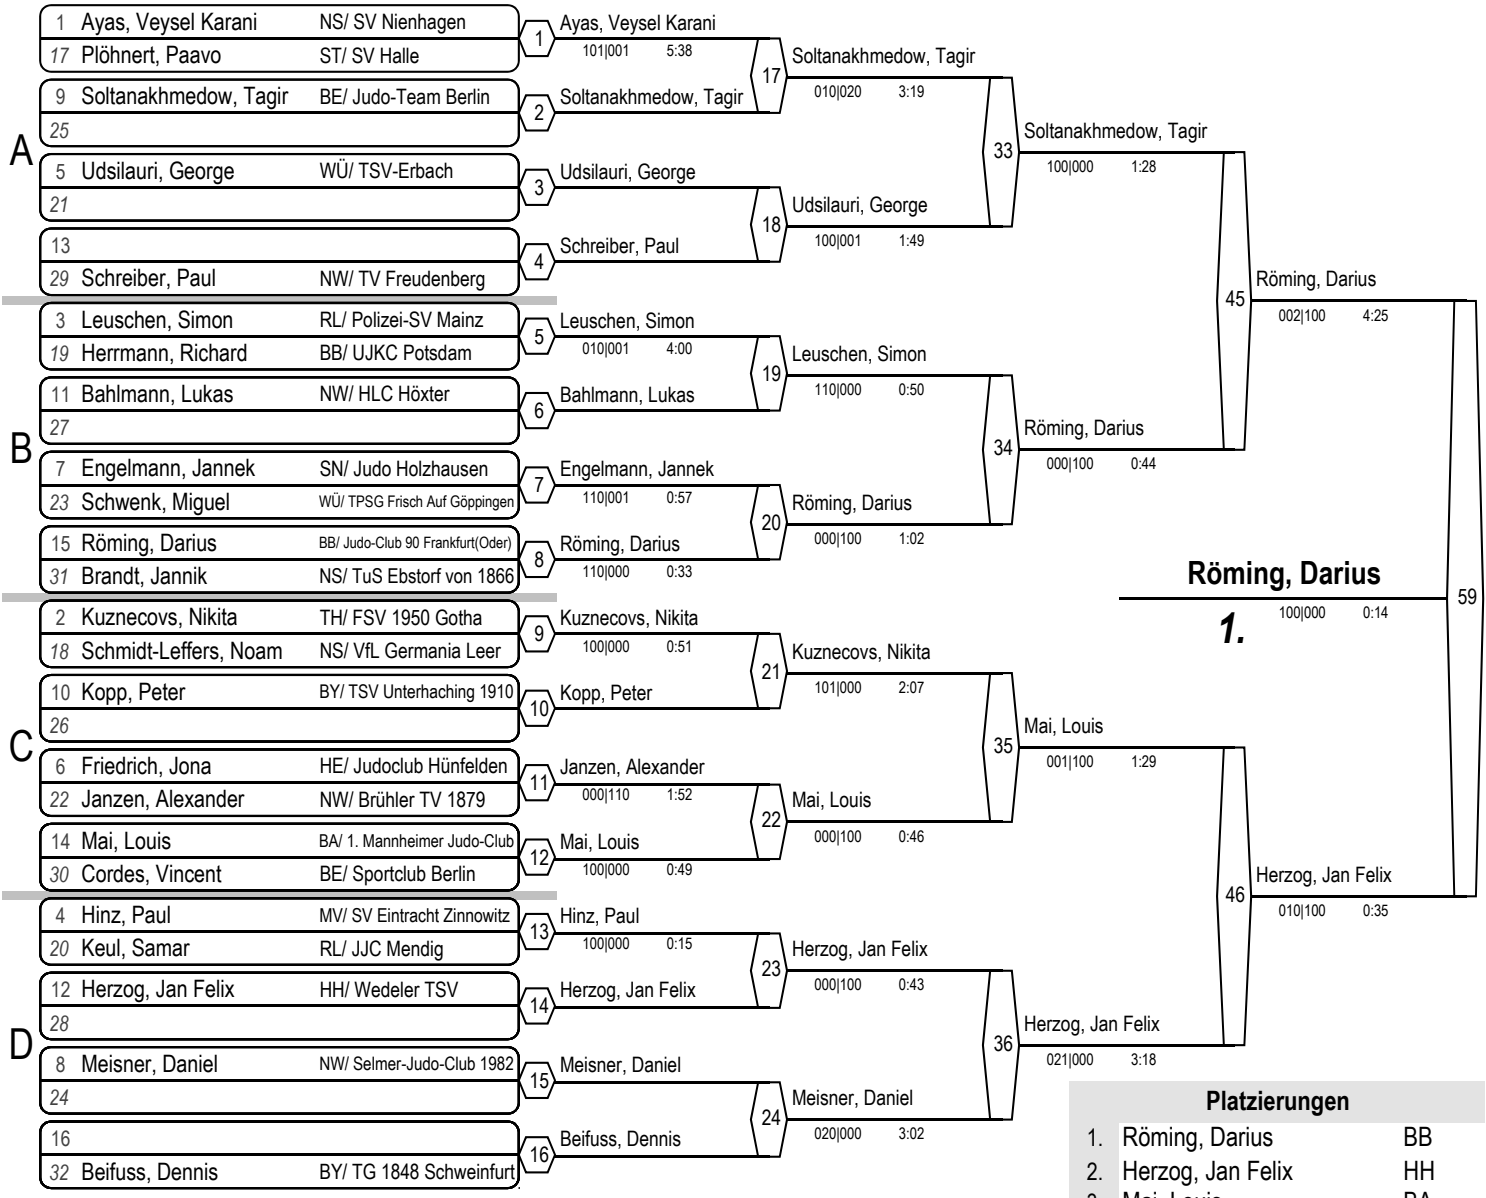 1 Ayas, Veysel Karani NS/ SV Nienhagen
17 Plöhnert, Paavo ST/ SV Halle
9 Soltanakhmedow, Tagir BE/ Judo-Team Berlin
25
A
5 Udsilauri, George WÜ/ TSV-Erbach
21
13
29 Schreiber, Paul NW/ TV Freudenberg
3 Leuschen, Simon RL/ Polizei-SV Mainz
19 Herrmann, Richard BB/ UJKC Potsdam
11 Bahlmann, Lukas NW/ HLC Höxter
27
B
7 Engelmann, Jannek SN/ Judo Holzhausen
23 Schwenk, Miguel WÜ/ TPSG Frisch Auf Göppingen
15 Röming, Darius BB/ Judo-Club 90 Frankfurt(Oder)
31 Brandt, Jannik NS/ TuS Ebstorf von 1866
2 Kuznecovs, Nikita TH/ FSV 1950 Gotha
18 Schmidt-Leffers, Noam NS/ VfL Germania Leer
10 Kopp, Peter BY/ TSV Unterhaching 1910
26
C
6 Friedrich, Jona HE/ Judoclub Hünfelden
22 Janzen, Alexander NW/ Brühler TV 1879
14 Mai, Louis BA/ 1. Mannheimer Judo-Club
30 Cordes, Vincent BE/ Sportclub Berlin
4 Hinz, Paul MV/ SV Eintracht Zinnowitz
20 Keul, Samar RL/ JJC Mendig
12 Herzog, Jan Felix HH/ Wedeler TSV
28
D
8 Meisner, Daniel NW/ Selmer-Judo-Club 1982
24
16
32 Beifuss, Dennis BY/ TG 1848 Schweinfurt
1 Ayas, Veysel Karani
101|001 5:38
2 Soltanakhmedow, Tagir
3 Udsilauri, George
4 Schreiber, Paul
5 Leuschen, Simon
010|001 4:00
6 Bahlmann, Lukas
7 Engelmann, Jannek
110|001 0:57
8 Röming, Darius
110|000 0:33
9 Kuznecovs, Nikita
100|000 0:51
10 Kopp, Peter
11 Janzen, Alexander
000|110 1:52
12 Mai, Louis
100|000 0:49
13 Hinz, Paul
100|000 0:15
14 Herzog, Jan Felix
15 Meisner, Daniel
16 Beifuss, Dennis
17 Soltanakhmedow, Tagir
010|020 3:19
18 Udsilauri, George
100|001 1:49
19 Leuschen, Simon
110|000 0:50
20 Röming, Darius
000|100 1:02
21 Kuznecovs, Nikita
101|000 2:07
22 Mai, Louis
000|100 0:46
23 Herzog, Jan Felix
000|100 0:43
24 Meisner, Daniel
020|000 3:02
33 Soltanakhmedow, Tagir
100|000 1:28
34 Röming, Darius
000|100 0:44
35 Mai, Louis
001|100 1:29
36 Herzog, Jan Felix
021|000 3:18
45 Röming, Darius
002|100 4:25
46 Herzog, Jan Felix
010|100 0:35
Röming, Darius
59
1. 100|000 0:14
Platzierungen
1. Röming, Darius BB
2. Herzog, Jan Felix HH
3. Mai, Louis BA